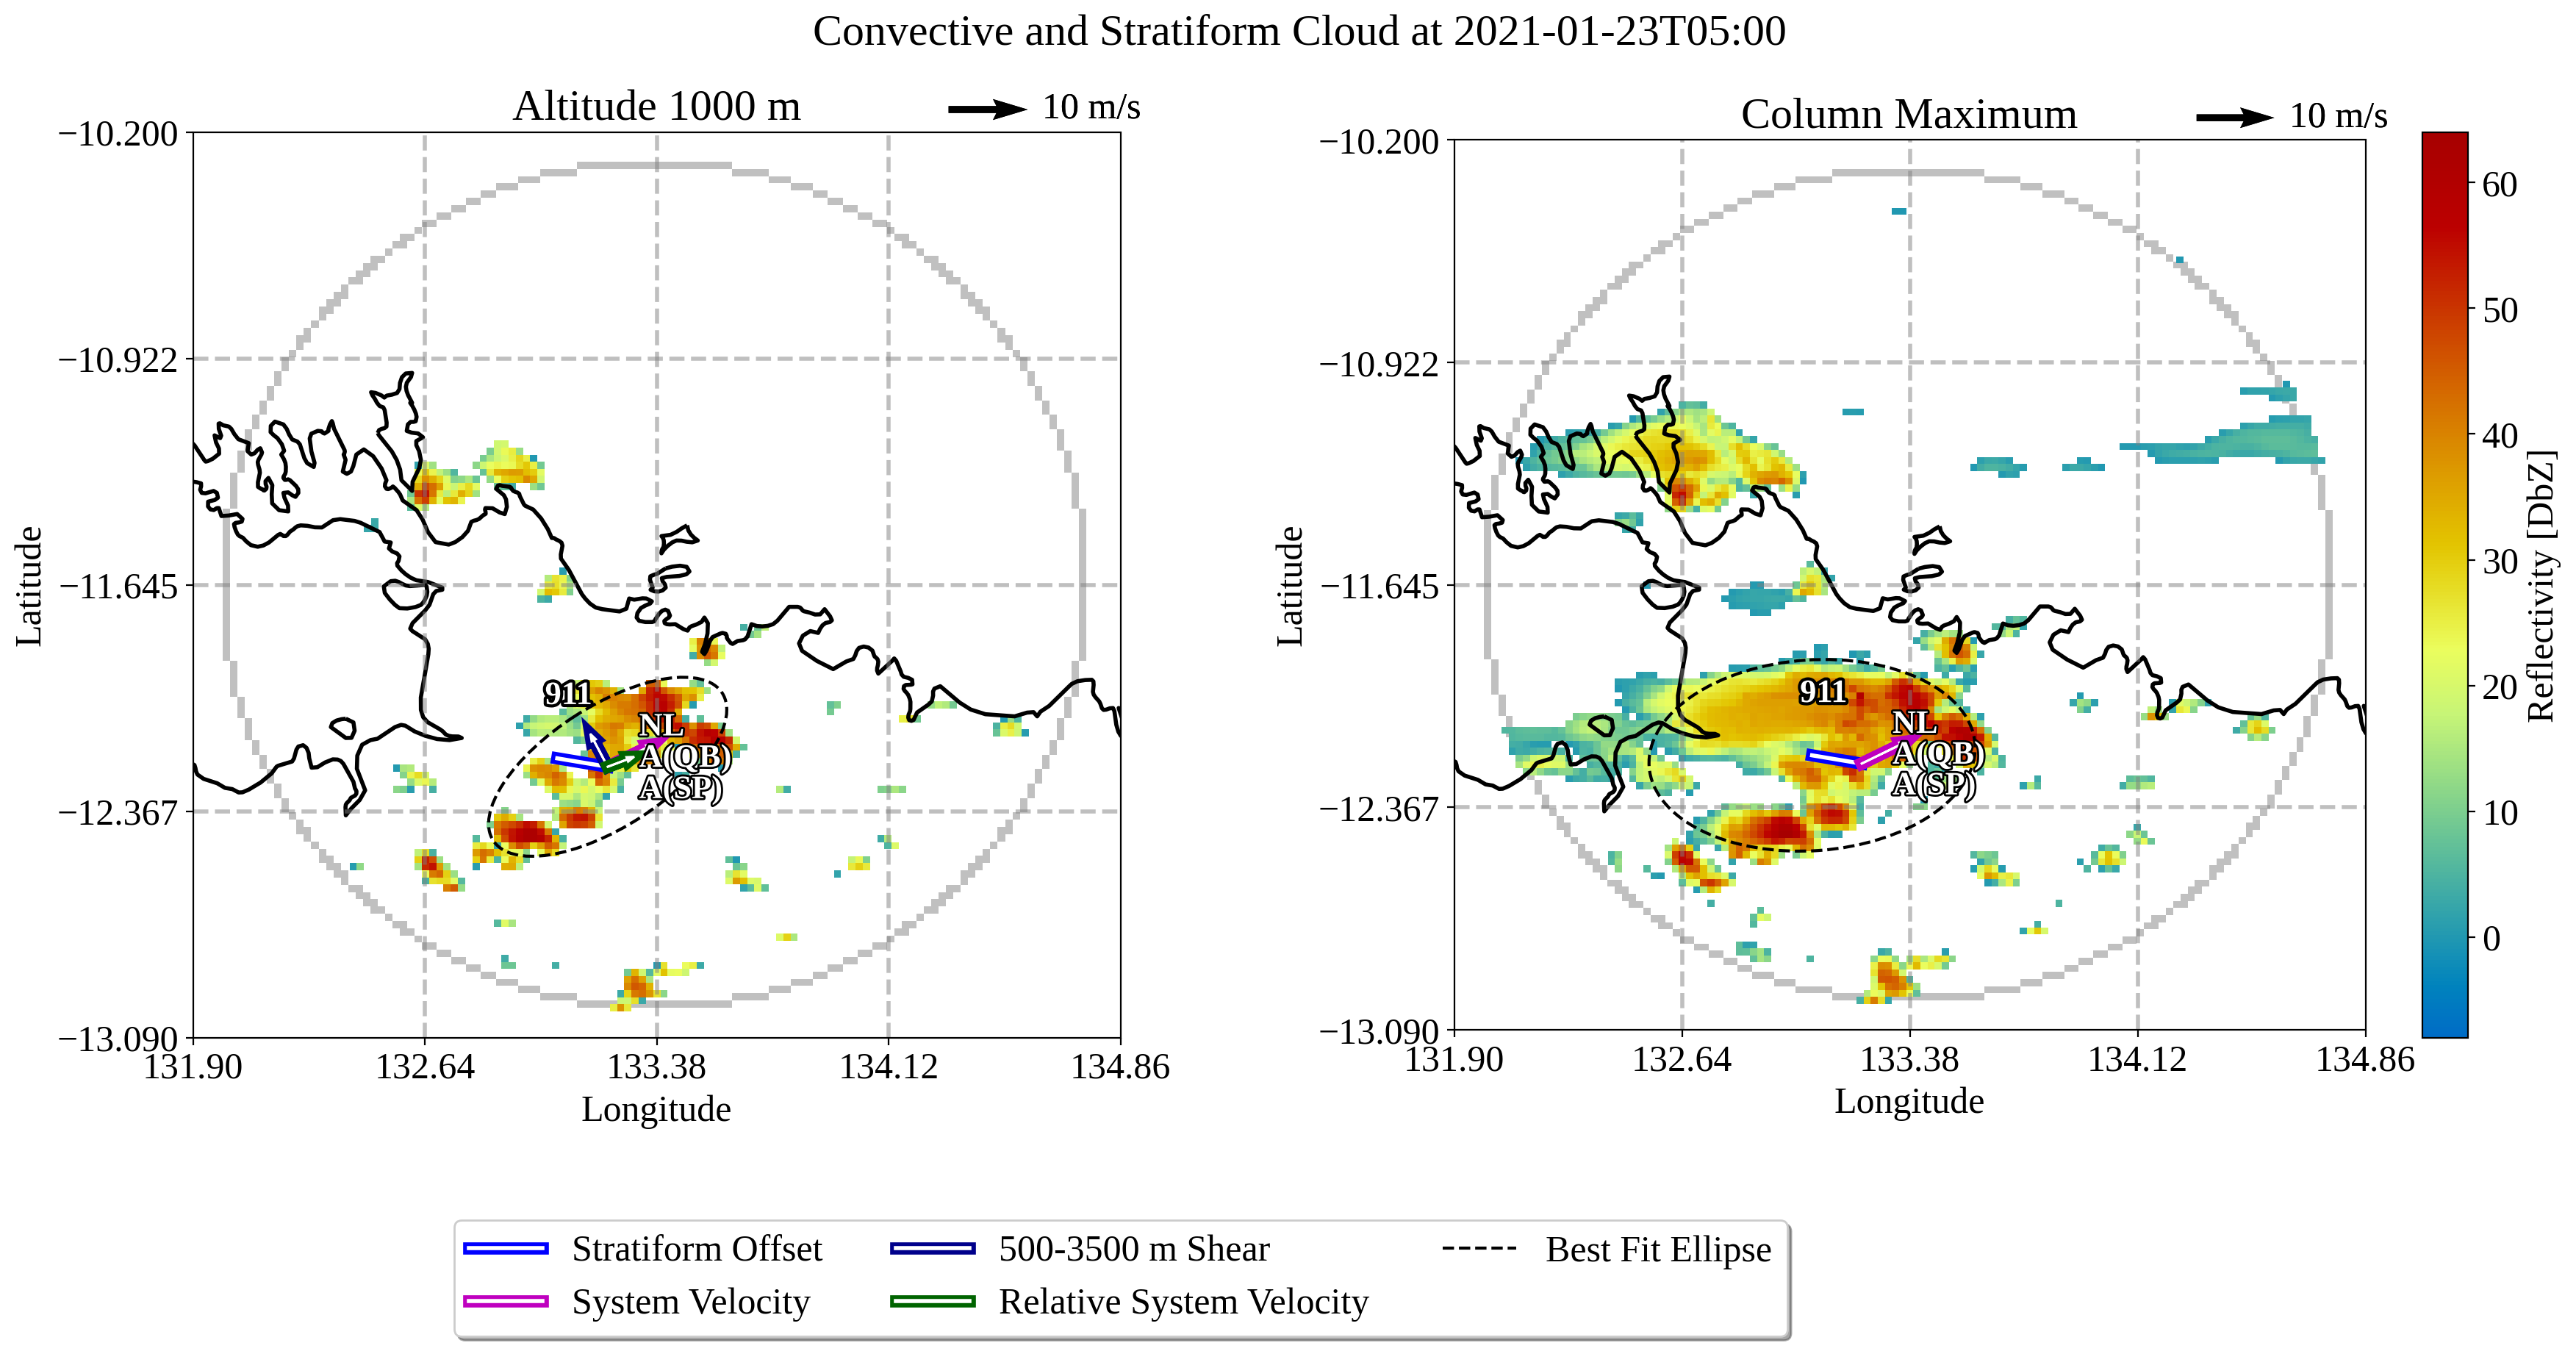 Convective and Stratiform Cloud at 2021-01-23T05:00
Altitude 1000 m
10 m/s
−10.200
−10.922
−11.645
−12.367
−13.090
Latitude
911
NL
A(QB)
A(SP)
131.90
132.64
133.38
134.12
134.86
Longitude
Column Maximum
10 m/s
−10.200
−10.922
−11.645
−12.367
−13.090
Latitude
911
NL
A(QB)
A(SP)
131.90
132.64
133.38
134.12
134.86
Longitude
60
50
40
30
20
10
0
Reflectivity [DbZ]
Stratiform Offset
System Velocity
500-3500 m Shear
Relative System Velocity
Best Fit Ellipse